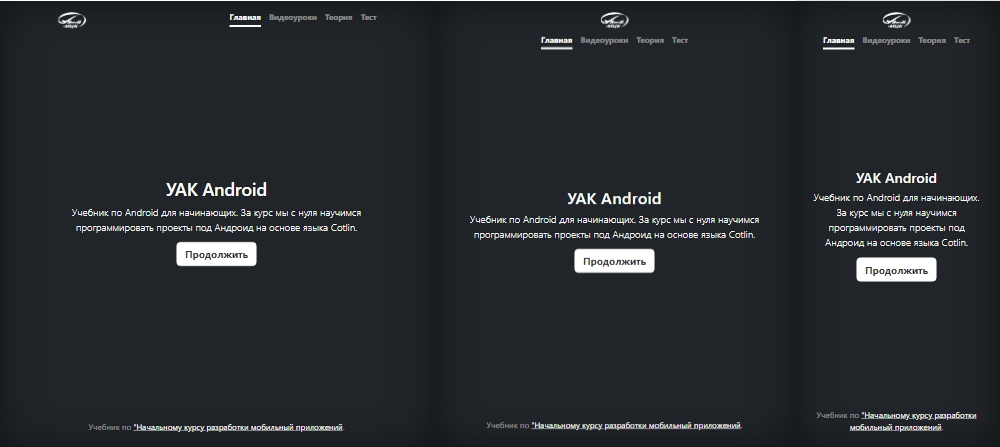 Главная Видеоуроки Теория Тест
УАК Android
Учебник по Android для начинающих. За курс мы с нуля научимся
программировать проекты под Андроид на основе языка Cotlin.
Продолжить
Учебник по "Начальному курсу разработки мобильный приложений.
Главная Видеоуроки Теория Тест
УАК Android
Учебник по Android для начинающих. За курс мы с нуля научимся
программировать проекты под Андроид на основе языка Cotlin.
Продолжить
Учебник по "Начальному курсу разработки мобильный приложений.
Главная Видеоуроки Теория Тест
УАК Android
Учебник по Android для начинающих.
За курс мы с нуля научимся
программировать проекты под
Андроид на основе языка Cotlin.
Продолжить
Учебник по "Начальному курсу разработки
мобильный приложений.